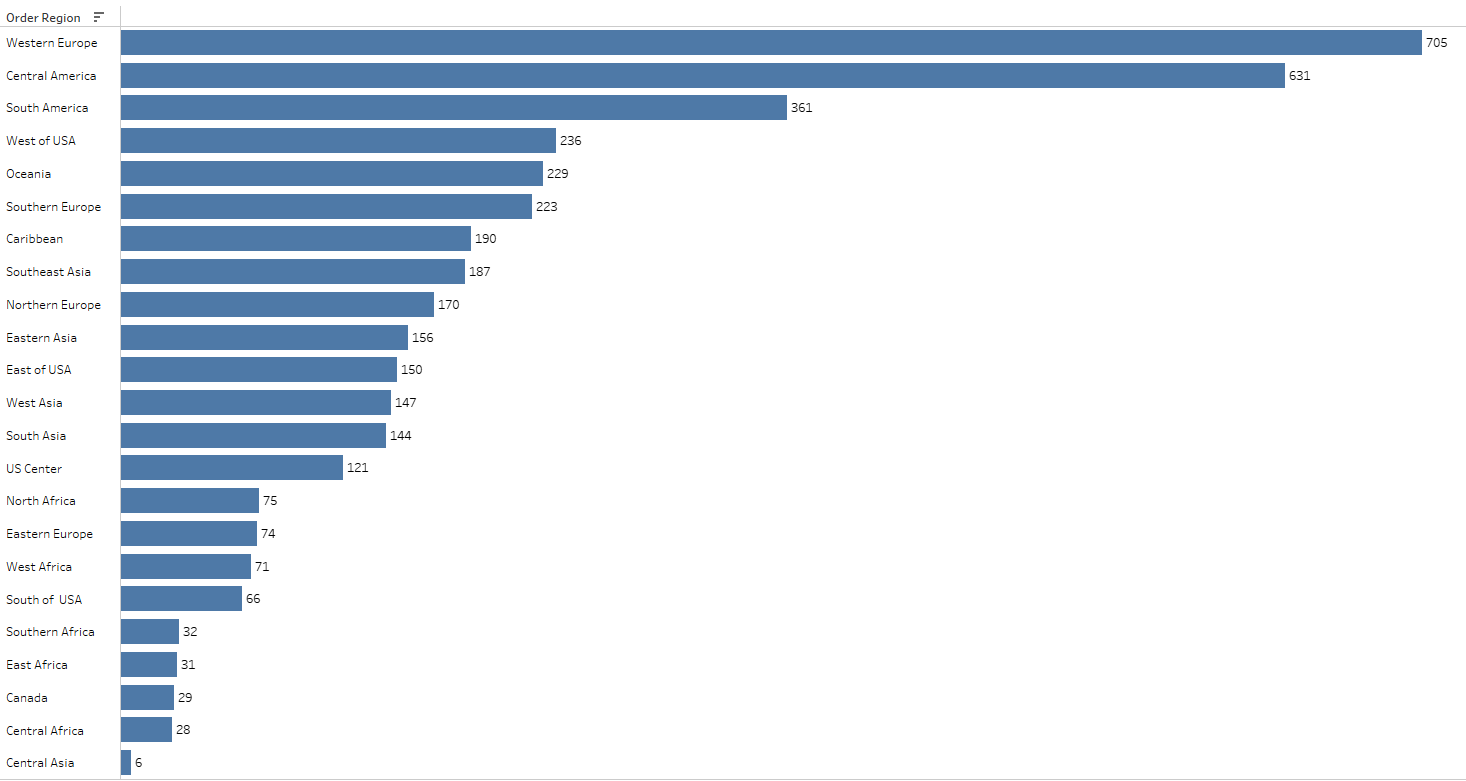 Order Region
Western Europe 705
Central America 631
South America 361
West of USA 236
Oceania 229
Southern Europe 223
Caribbean 190
Southeast Asia 187
Northern Europe 170
Eastern Asia 156
East of USA 150
West Asia 147
South Asia 144
US Center 121
North Africa 75
Eastern Europe 74
West Africa 71
South of  USA 66
Southern Africa 32
East Africa 31
Canada 29
Central Africa 28
Central Asia 6